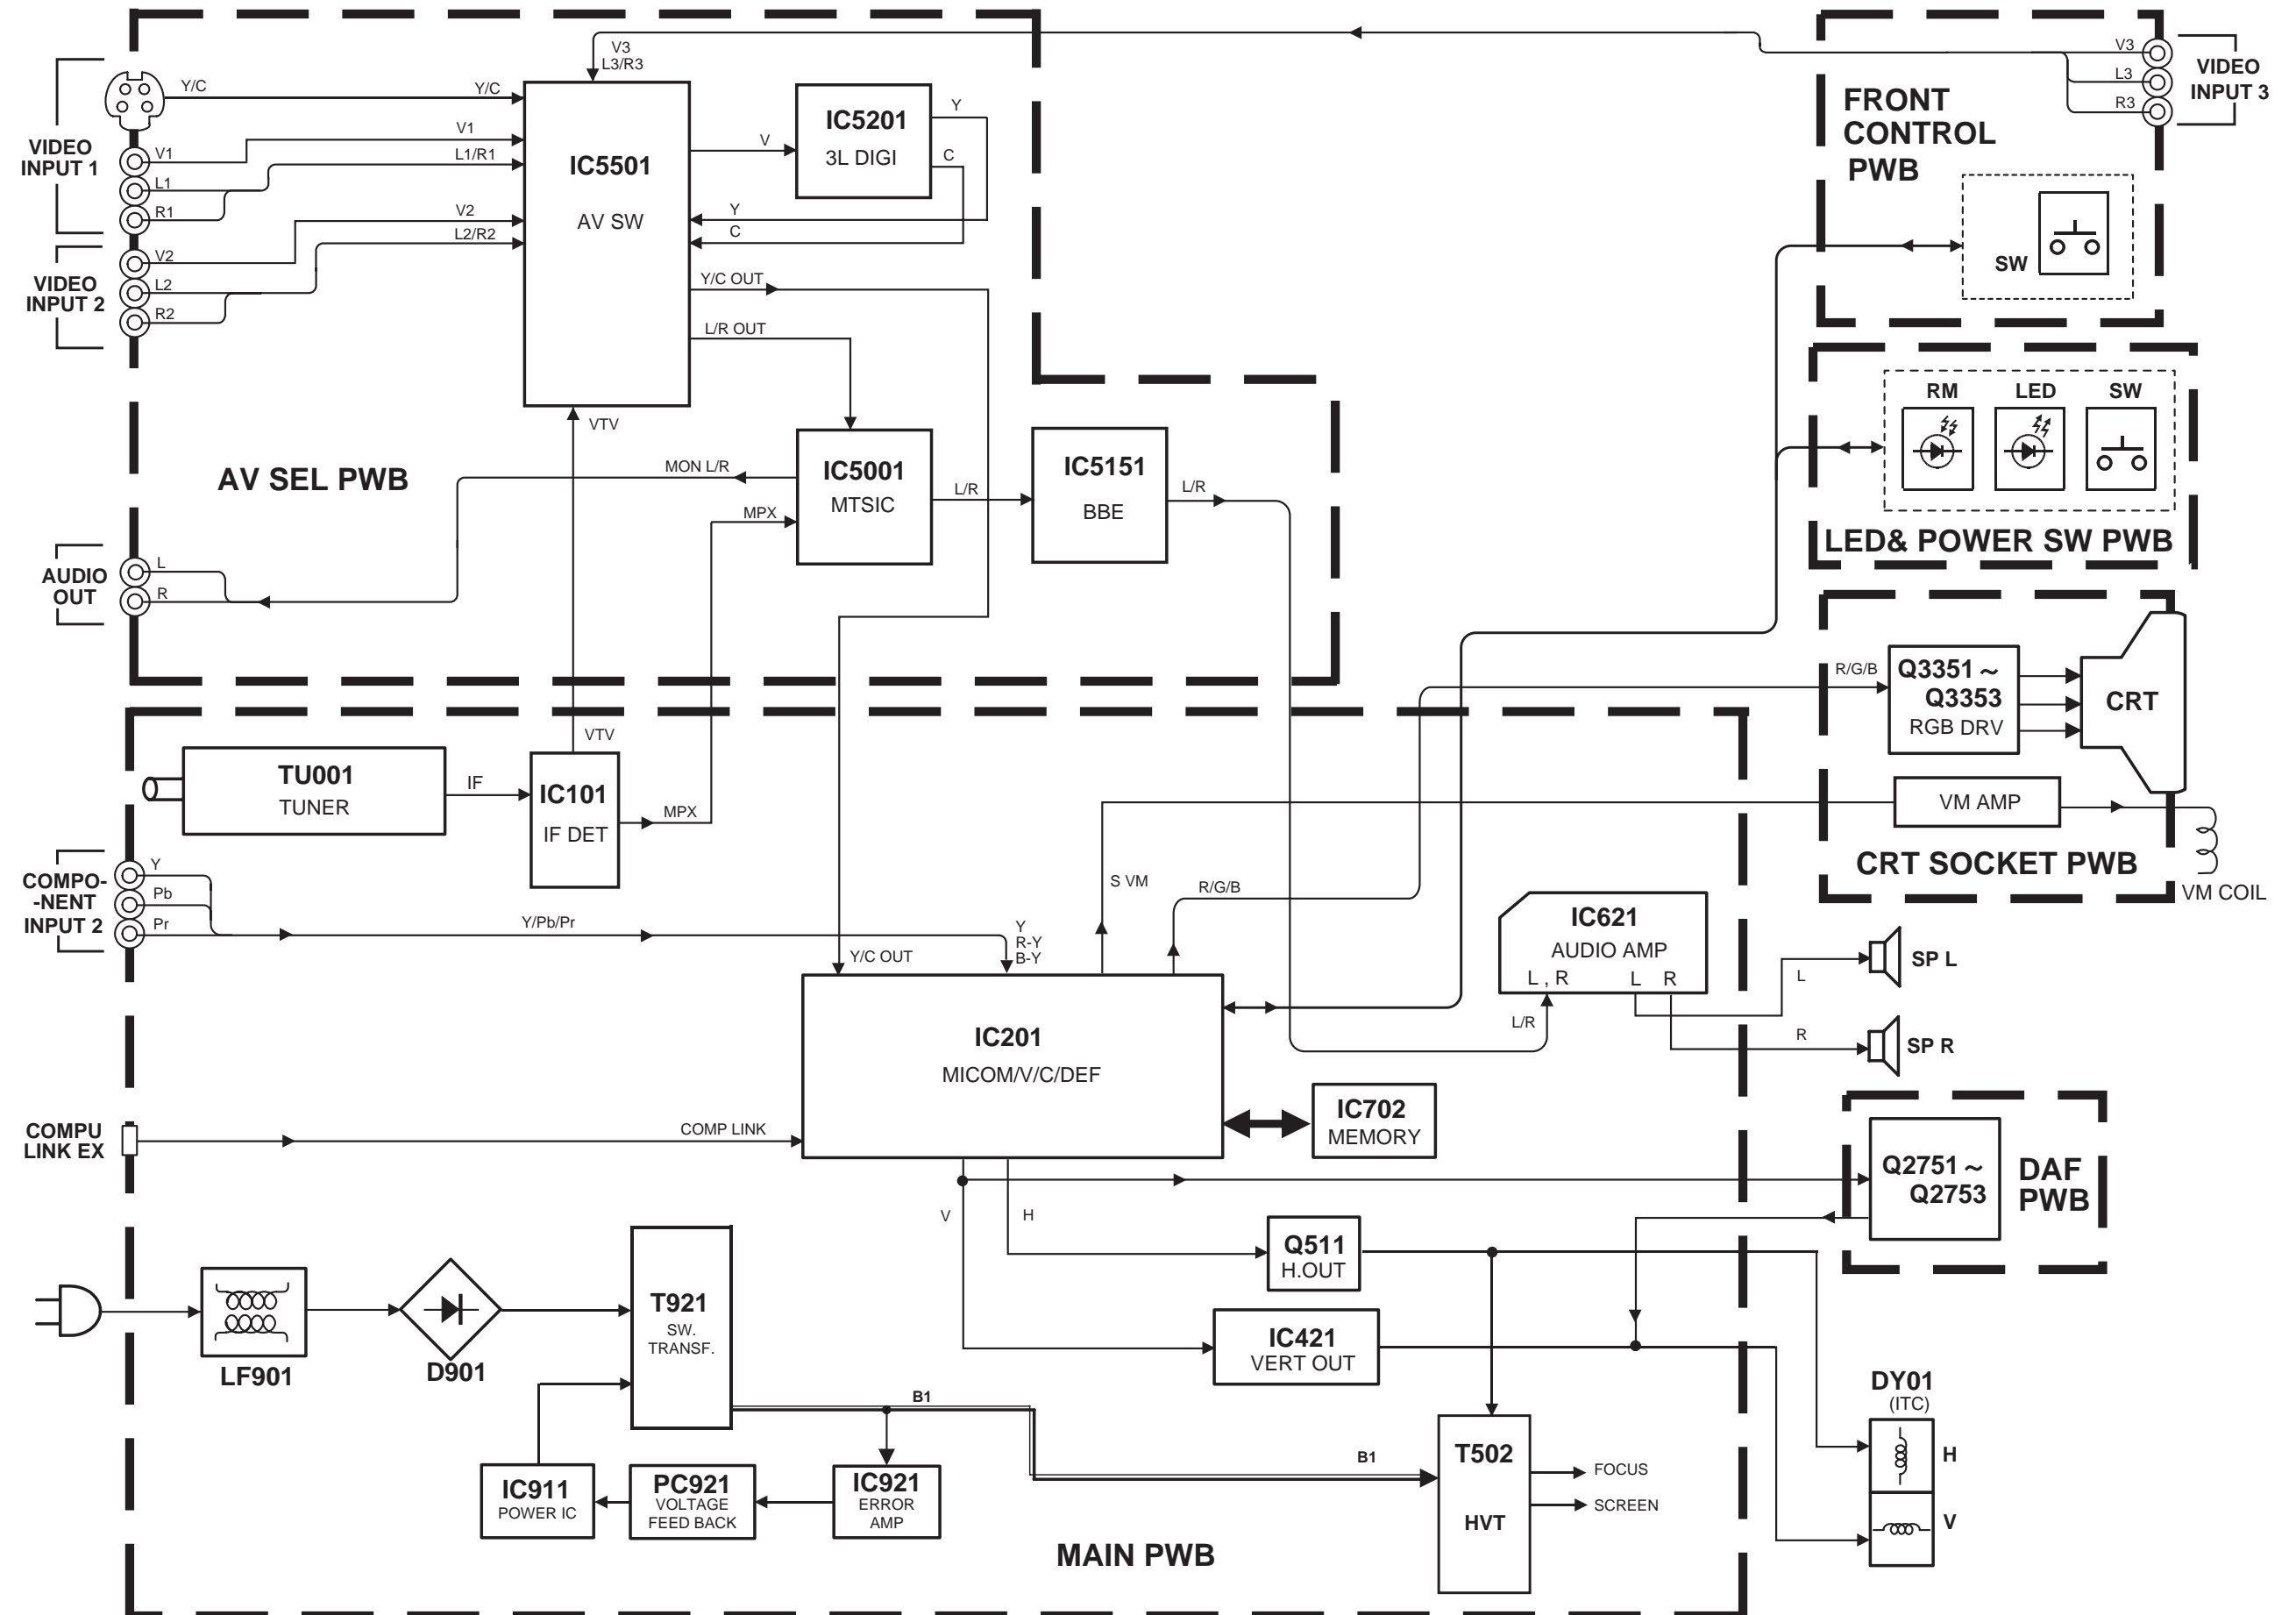 VIDEO
INPUT 1
Y/C
V1
L1
R1
VIDEO
INPUT 2
V2
L2
R2
Y/C
V1
L1/R1
V2
L2/R2
V3
L3/R3
IC5501
AV SW
V
IC5201
3L DIGI
Y
C
Y
C
Y/C OUT
L/R OUT
VTV
AV SEL PWB
MON L/R
MPX
IC5001
MTSIC
L/R
IC5151
BBE
L/R
AUDIO
OUT
L
R
V3
L3
R3
VIDEO
INPUT 3
FRONT
CONTROL
PWB
SW
RM
LED
SW
LED& POWER SW PWB
R/G/B
Q3351 ~
Q3353
RGB DRV
CRT
VM AMP
CRT SOCKET PWB
VM COIL
TU001
TUNER
IF
VTV
IC101
IF DET
MPX
COMPO-
-NENT
INPUT 2
Y
Pb
Pr
Y/Pb/Pr
Y/C OUT
Y
R-Y
B-Y
S VM
R/G/B
IC621
AUDIO AMP
L , R
L
R
L/R
L
SP L
R
SP R
IC201
MICOM/V/C/DEF
IC702
MEMORY
COMPU
LINK EX
COMP LINK
Q2751 ~
Q2753
DAF
PWB
V
H
Q511
H.OUT
IC421
VERT OUT
LF901
D901
T921
SW.
TRANSF.
B1
IC911
POWER IC
PC921
VOLTAGE
FEED BACK
IC921
ERROR
AMP
B1
T502
HVT
FOCUS
SCREEN
DY01
(ITC)
H
V
MAIN PWB